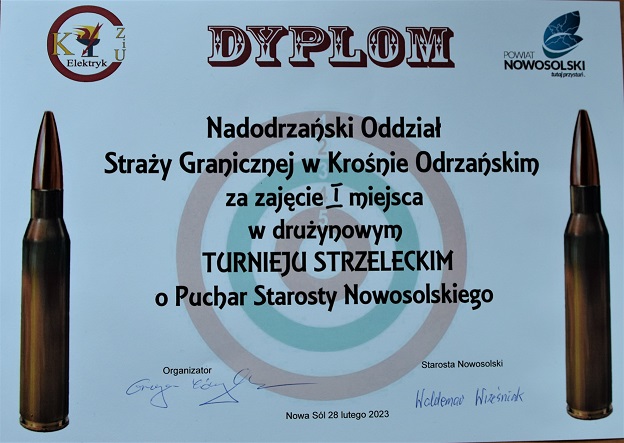 K Z i U
Elektryk
DYPLOM
POWIAT
NOWOSOLSKI
tutaj przystań.
Nadodrzański Oddział
Straży Granicznej w Krośnie Odrzańskim
za zajęcie I miejsca
w drużynowym
TURNIEJU STRZELECKIM
o Puchar Starosty Nowosolskiego
Organizator
Starosta Nowosolski
Waldemar Wrześniak
Nowa Sól 28 lutego 2023